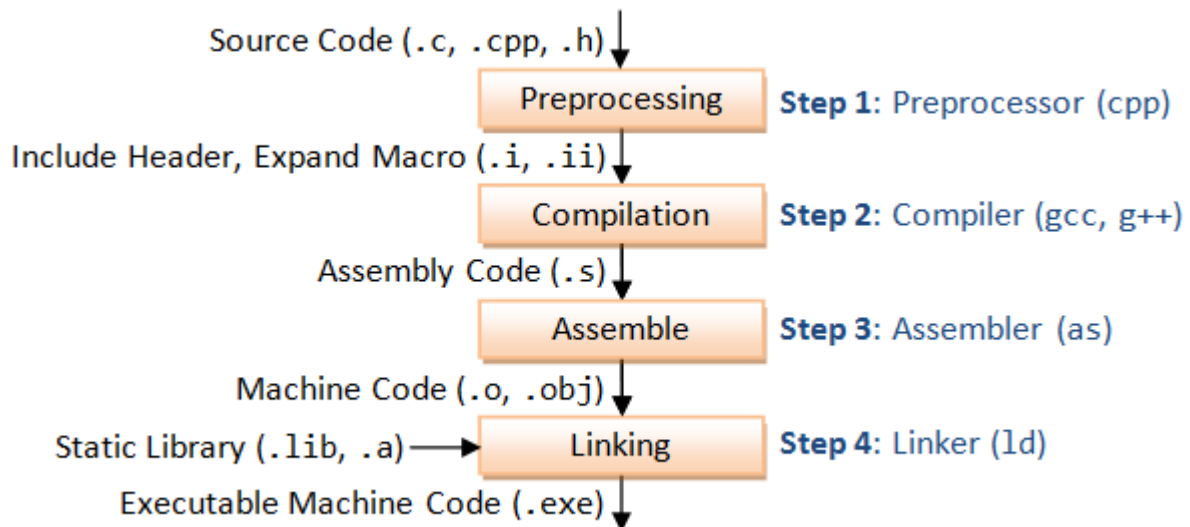 Source Code (.c, .cpp, .h)
Preprocessing
Step 1: Preprocessor (cpp)
Include Header, Expand Macro (.i, .ii)
Compilation
Step 2: Compiler (gcc, g++)
Assembly Code (.s)
Assemble
Step 3: Assembler (as)
Machine Code (.o, .obj)
Static Library (.lib, .a)
Linking
Step 4: Linker (ld)
Executable Machine Code (.exe)